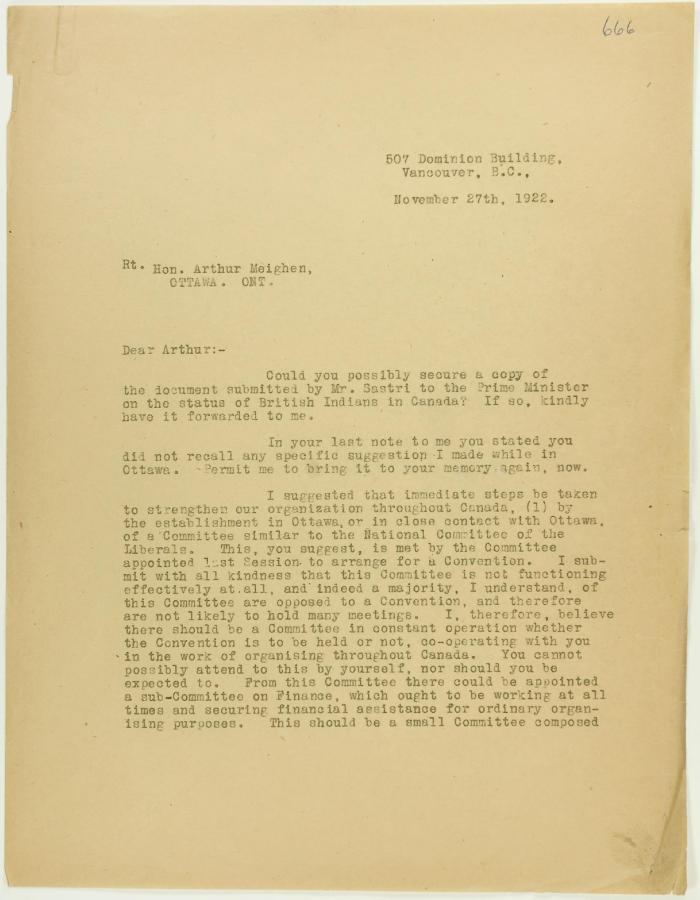 666
507 Dominion Building,
Vancouver, B.C.,
November 27th, 1922.
Rt. Hon. Arthur Meighen,
OTTAWA. ONT.
Dear Arthur:-
Could you possibly secure a copy of
the document submitted by Mr. Sastri to the Prime Minister
on the status of British Indians in Canada? If so, kindly
have it forwarded to me.
In your last note to me you stated you
did not recall any specific suggestion I made while in
Ottawa. Permit me to bring it to your memory again, now.
I suggested that immediate steps be taken
to strengthen our organization throughout Canada, (1) by
the establishment in Ottawa, or in close contact with Ottawa,
of a Committee similar to the National Committee of the
Liberals. This, you suggest, is met by the Committee
appointed last Session to arrange for a Convention. I sub-
mit with all kindness that this Committee is not functioning
effectively at all, and indeed a majority, I understand, of
this Committee are opposed to a Convention, and therefore
are not likely to hold many meetings. I, therefore, believe
there should be a Committee in constant operation whether
the Convention is to be held or not, co-operating with you
in the work of organising throughout Canada. You cannot
possibly attend to this by yourself, nor should you be
expected to. From this Committee there could be appointed
a sub-Committee on Finance, which ought to be working at all
times and securing financial assistance for ordinary organ-
ising purposes. This should be a small Committee composed